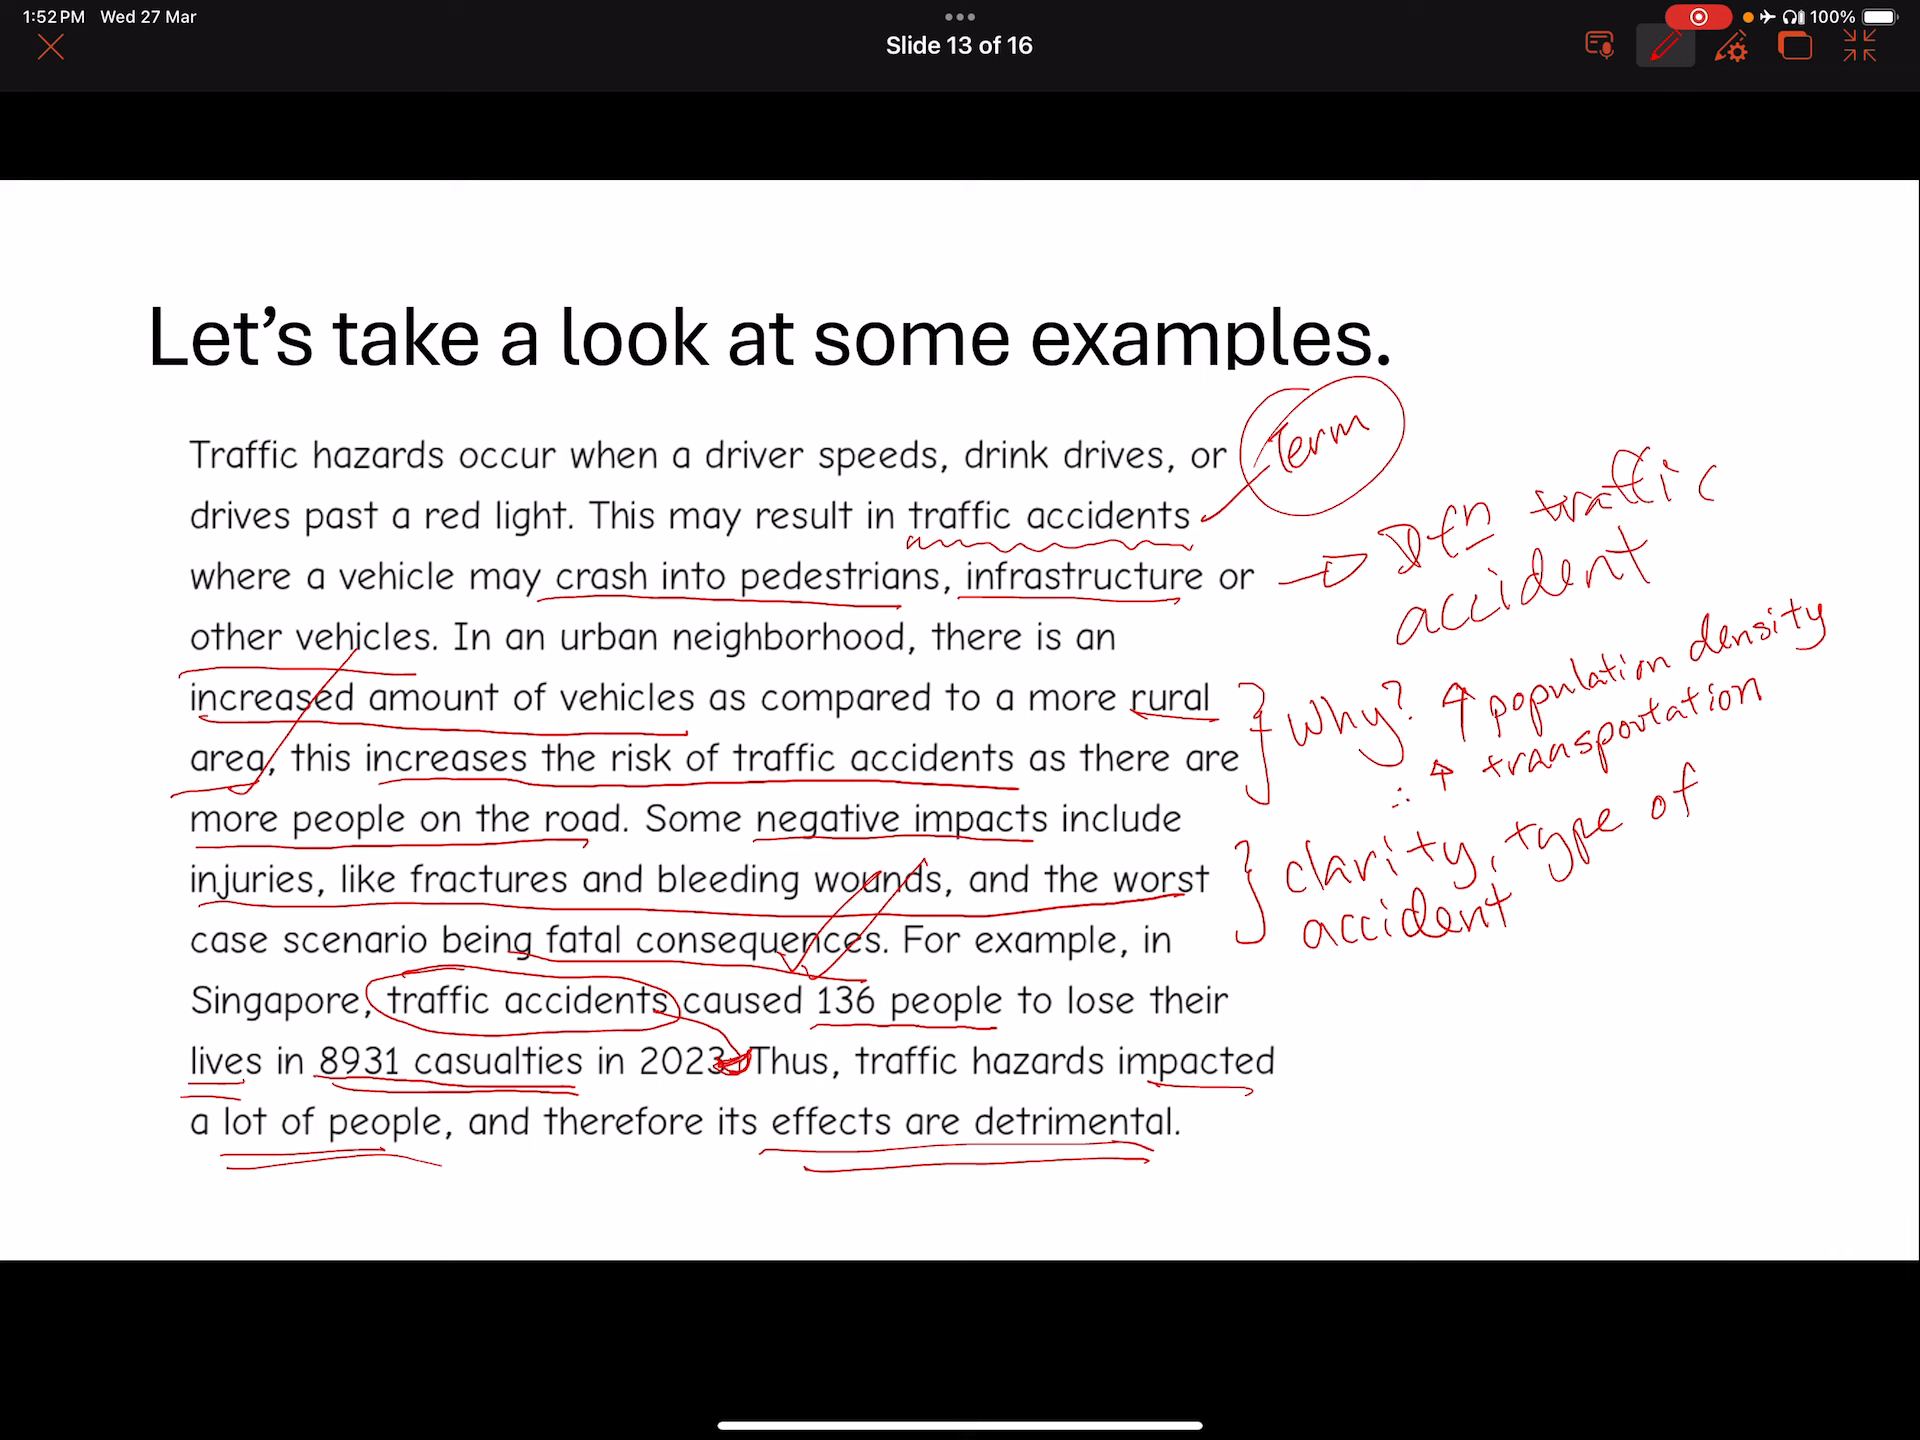 1:52 PM Wed 27 Mar
100%
Slide 13 of 16
Let's take a look at some examples.
Traffic hazards occur when a driver speeds, drink drives, or
drives past a red light. This may result in traffic accidents
where a vehicle may crash into pedestrians, infrastructure or
other vehicles. In an urban neighborhood, there is an
increased amount of vehicles as compared to a more rural
area, this increases the risk of traffic accidents as there are
more people on the road. Some negative impacts include
injuries, like fractures and bleeding wounds, and the worst
case scenario being fatal consequences. For example, in
Singapore, traffic accidents caused 136 people to lose their
lives in 8931 casualties in 2023. Thus, traffic hazards impacted
a lot of people, and therefore its effects are detrimental.
Term
→ Dfn traffic
accident
Why? ↑ population density
∴ ↑ transportation
clarity, type of
accident